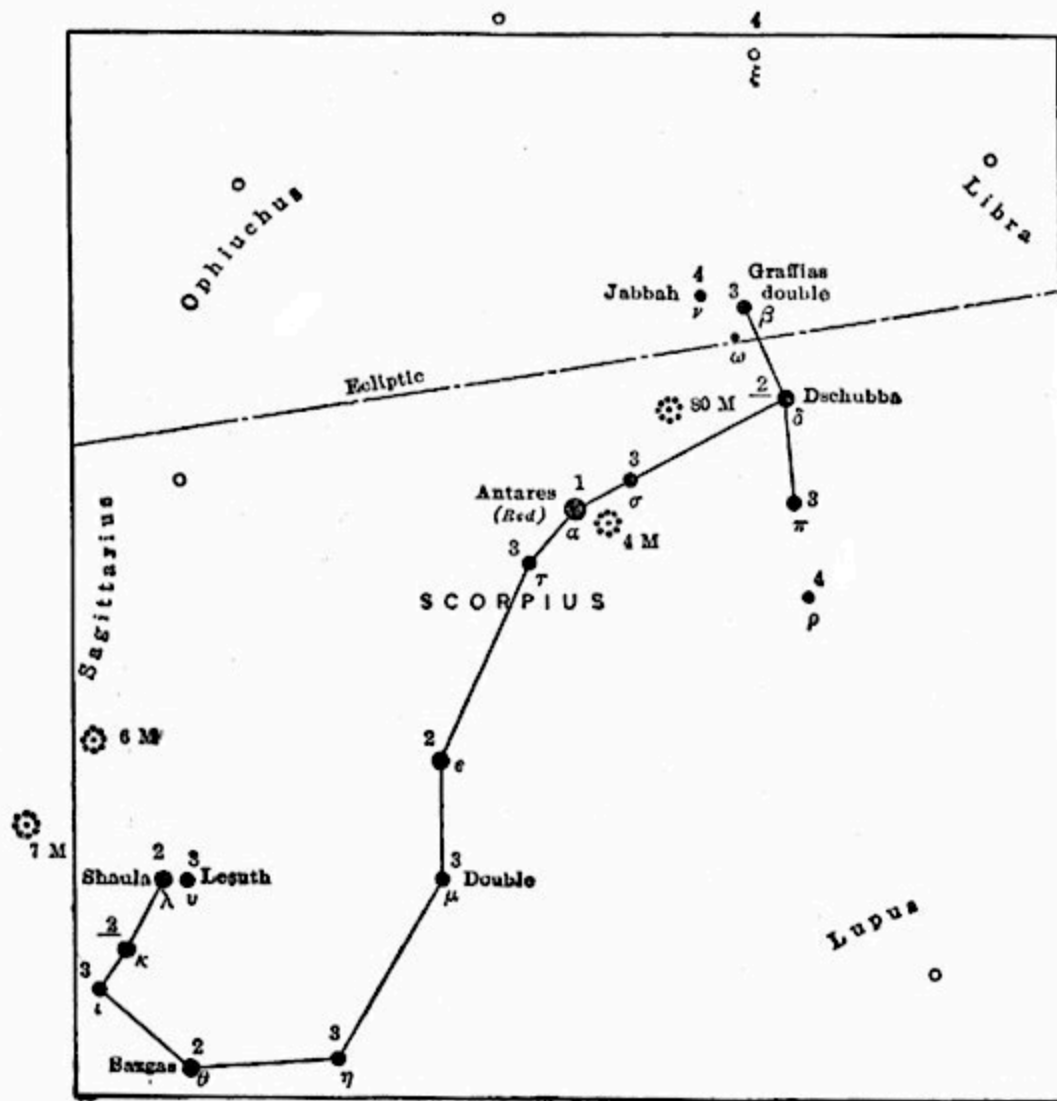 4
ξ
Ophiuchus
Libra
Jabbah
4
ν
3
Graffias
double
β
ω
Ecliptic
2
Dschubba
δ
80 M
3
σ
1
Antares
(Red)
α
4 M
3
π
3
τ
SCORPIUS
4
ρ
Sagittarius
6 M
2
ε
7 M
Shaula
2
λ
3
Lesuth
υ
3
Double
μ
2
κ
Lupus
3
ι
3
η
Sargas
2
θ